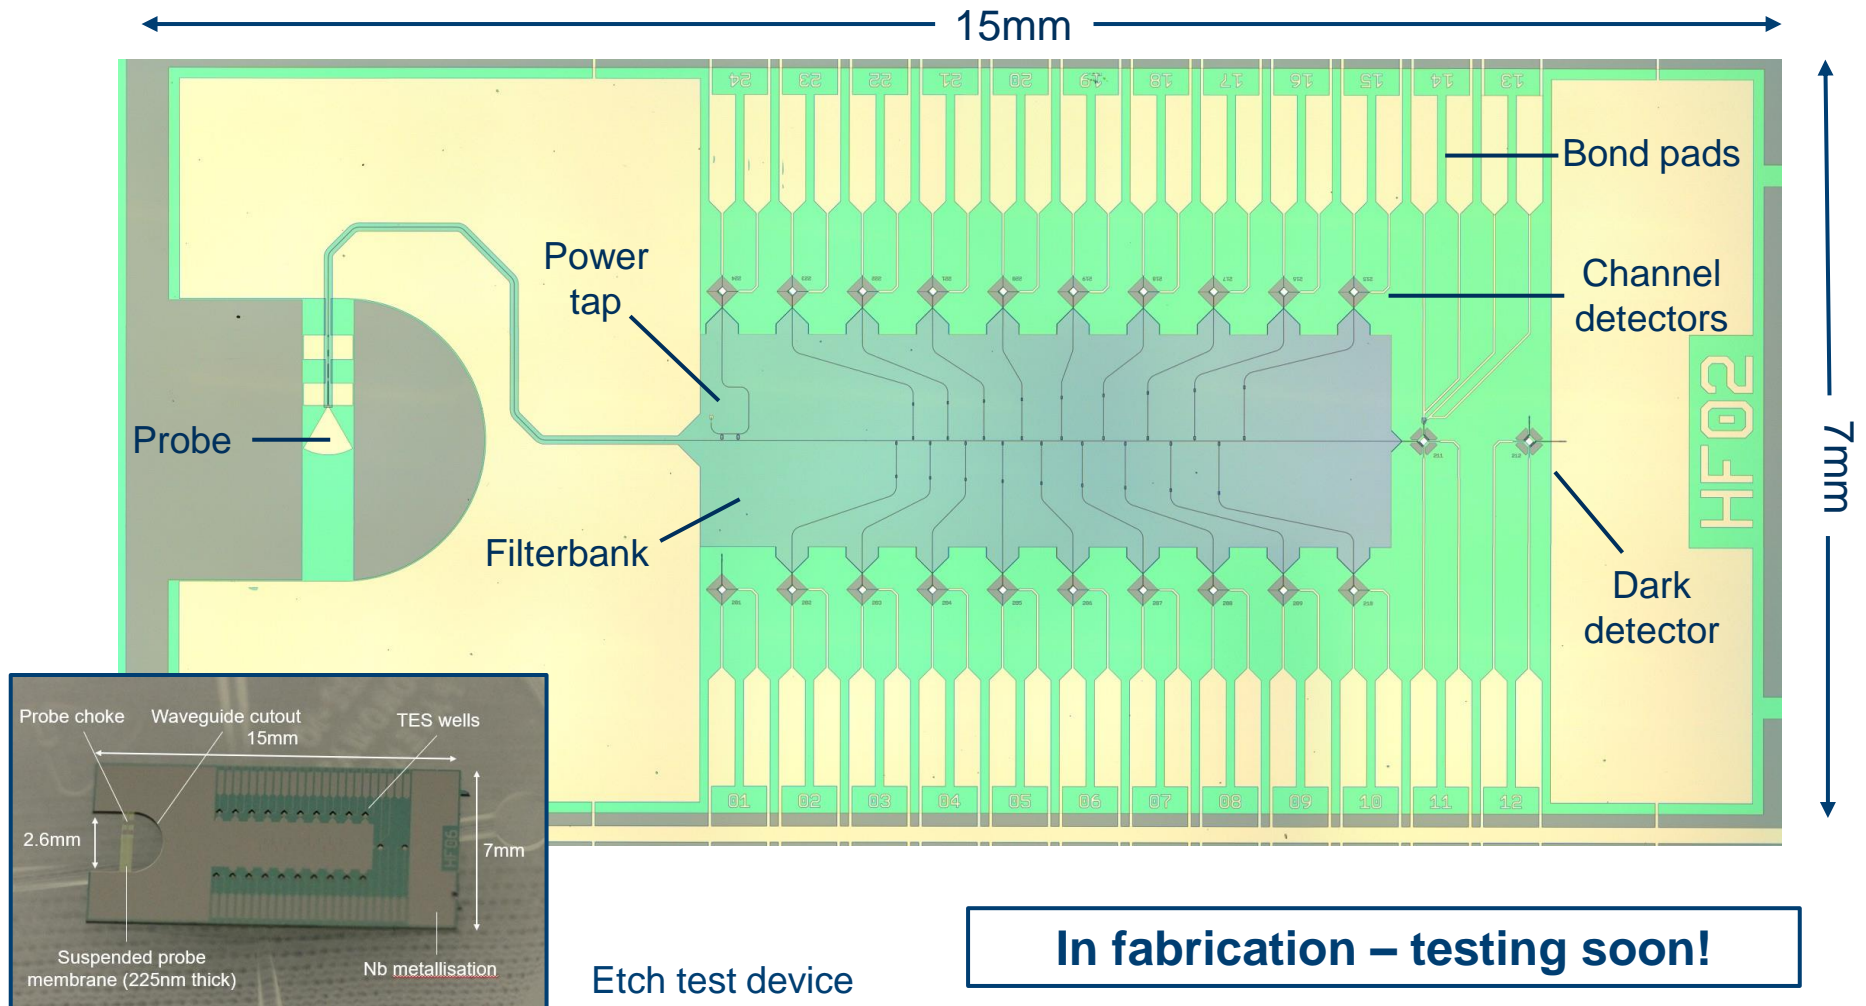 15mm
24 23 22 21 20 19 18 17 16 15 14 13
Bond pads
Power
tap
Channel
detectors
Probe
HF02
7mm
Filterbank
Dark
detector
01 02 03 04 05 06 07 08 09 10 11 12
Probe choke
Waveguide cutout
15mm
TES wells
2.6mm
7mm
Suspended probe
membrane (225nm thick)
Nb metallisation
Etch test device
In fabrication – testing soon!